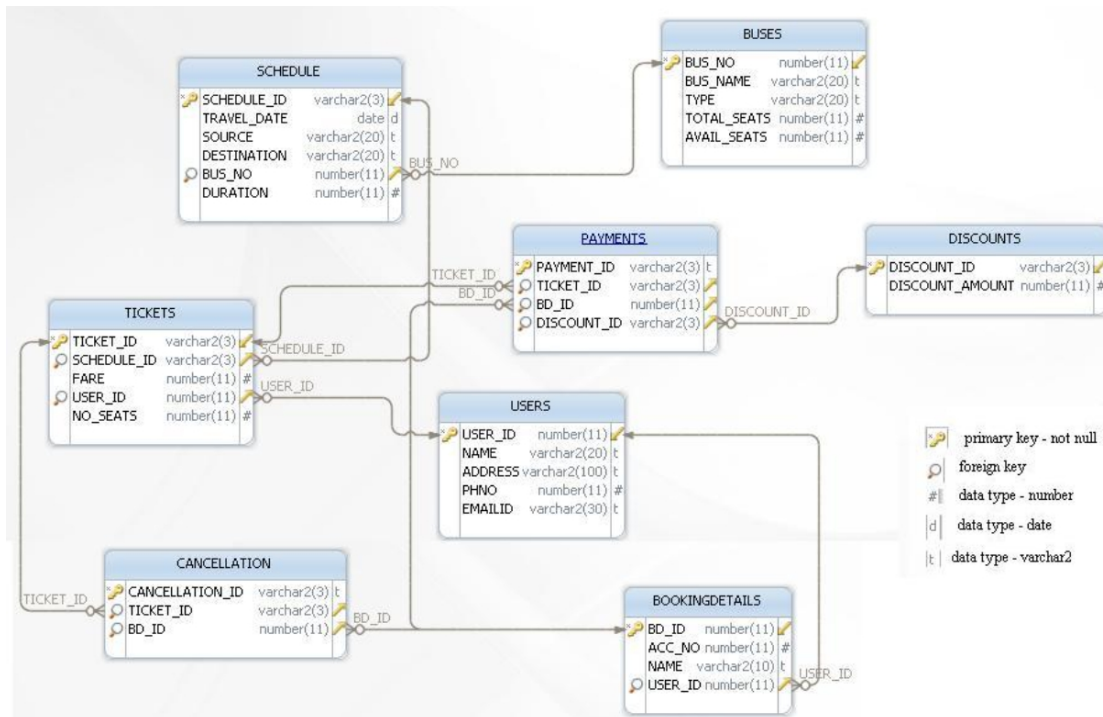 BUSES
BUS_NO number(11)
BUS_NAME varchar2(20) t
TYPE varchar2(20) t
TOTAL_SEATS number(11) #
AVAIL_SEATS number(11) #
SCHEDULE
SCHEDULE_ID varchar2(3)
TRAVEL_DATE date d
SOURCE varchar2(20) t
DESTINATION varchar2(20) t
BUS_NO number(11)
DURATION number(11) #
BUS_NO
PAYMENTS
PAYMENT_ID varchar2(3) t
TICKET_ID varchar2(3)
BD_ID number(11)
DISCOUNT_ID varchar2(3)
TICKET_ID
BD_ID
DISCOUNT_ID
DISCOUNTS
DISCOUNT_ID varchar2(3)
DISCOUNT_AMOUNT number(11) #
TICKETS
TICKET_ID varchar2(3)
SCHEDULE_ID varchar2(3)
FARE number(11) #
USER_ID number(11)
NO_SEATS number(11) #
SCHEDULE_ID
USER_ID
USERS
USER_ID number(11)
NAME varchar2(20) t
ADDRESS varchar2(100) t
PHNO number(11) #
EMAILID varchar2(30) t
primary key - not null
foreign key
# data type - number
d data type - date
t data type - varchar2
CANCELLATION
CANCELLATION_ID varchar2(3) t
TICKET_ID varchar2(3)
BD_ID number(11)
TICKET_ID
BD_ID
BOOKINGDETAILS
BD_ID number(11)
ACC_NO number(11) #
NAME varchar2(10) t
USER_ID number(11)
USER_ID